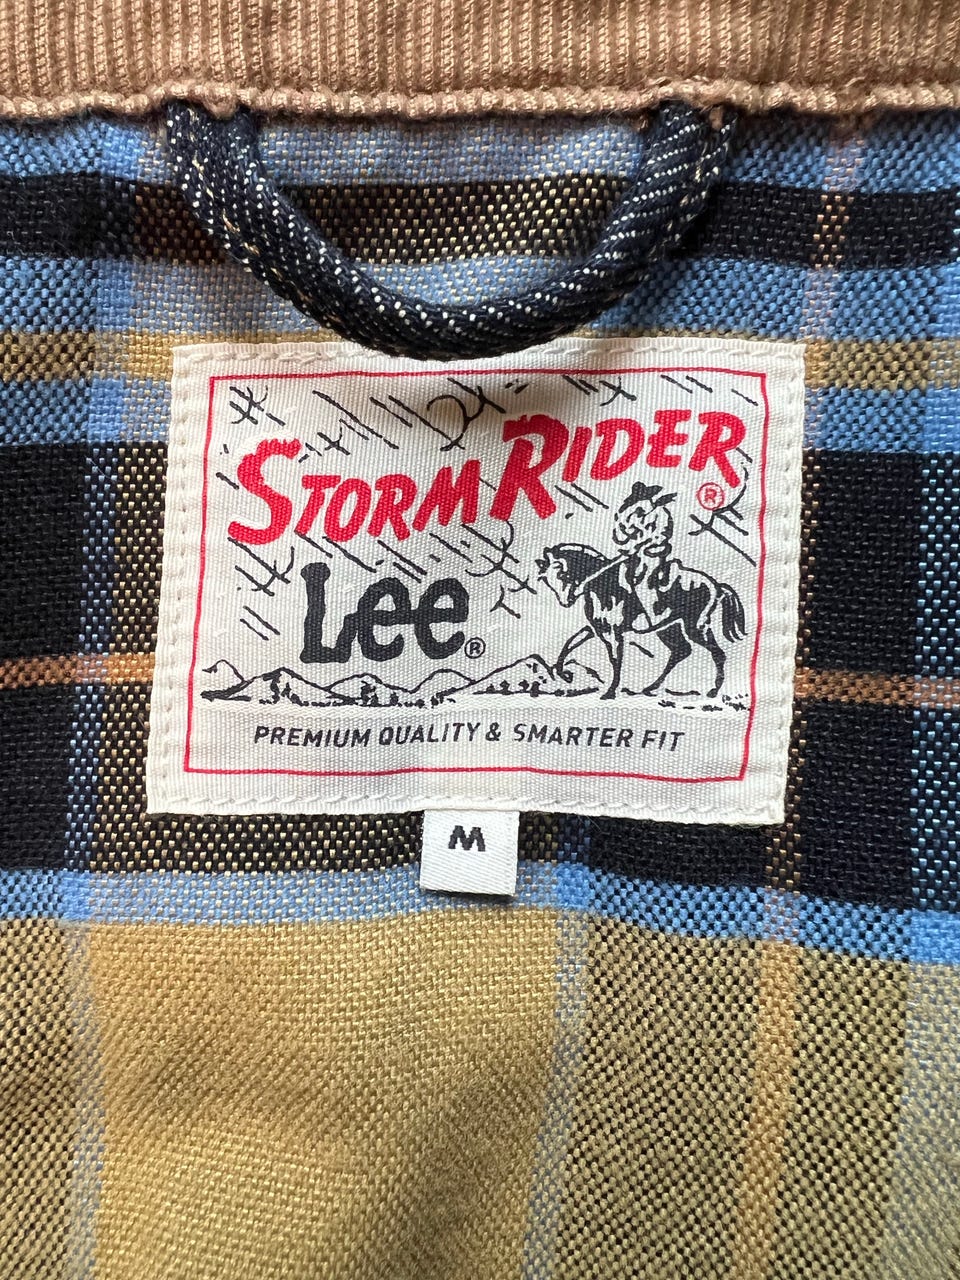 STORM RIDER ®
Lee ®
PREMIUM QUALITY & SMARTER FIT
M